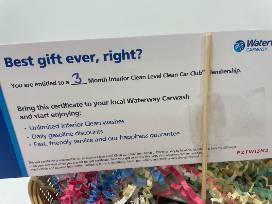 Best gift ever, right?
Waterway
CARWASH
You are entitled to a 3 Month Interior Clean Level Clean Car Club Membership.
Bring this certificate to your local Waterway Carwash
and start enjoying:
• Unlimited Interior Clean washes
• Daily gasoline discounts
• Fast, friendly service and our happiness guarantee